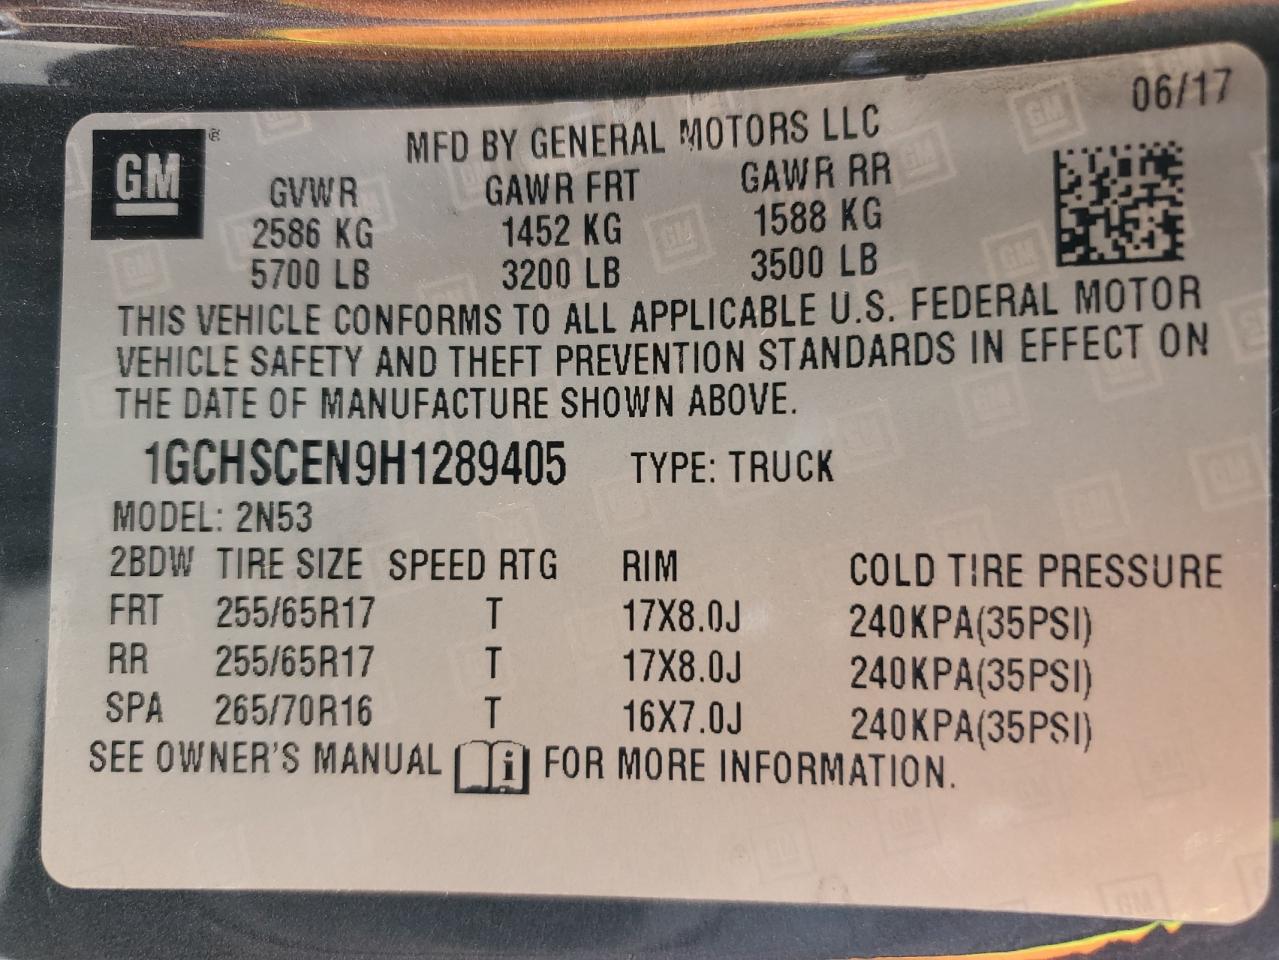 06/17
GM ®
MFD BY GENERAL MOTORS LLC
GVWR GAWR FRT GAWR RR
2586 KG 1452 KG 1588 KG
5700 LB 3200 LB 3500 LB
THIS VEHICLE CONFORMS TO ALL APPLICABLE U.S. FEDERAL MOTOR
VEHICLE SAFETY AND THEFT PREVENTION STANDARDS IN EFFECT ON
THE DATE OF MANUFACTURE SHOWN ABOVE.
1GCHSCEN9H1289405 TYPE: TRUCK
MODEL: 2N53
2BDW TIRE SIZE SPEED RTG RIM COLD TIRE PRESSURE
FRT 255/65R17 T 17X8.0J 240KPA(35PSI)
RR 255/65R17 T 17X8.0J 240KPA(35PSI)
SPA 265/70R16 T 16X7.0J 240KPA(35PSI)
SEE OWNER'S MANUAL i FOR MORE INFORMATION.